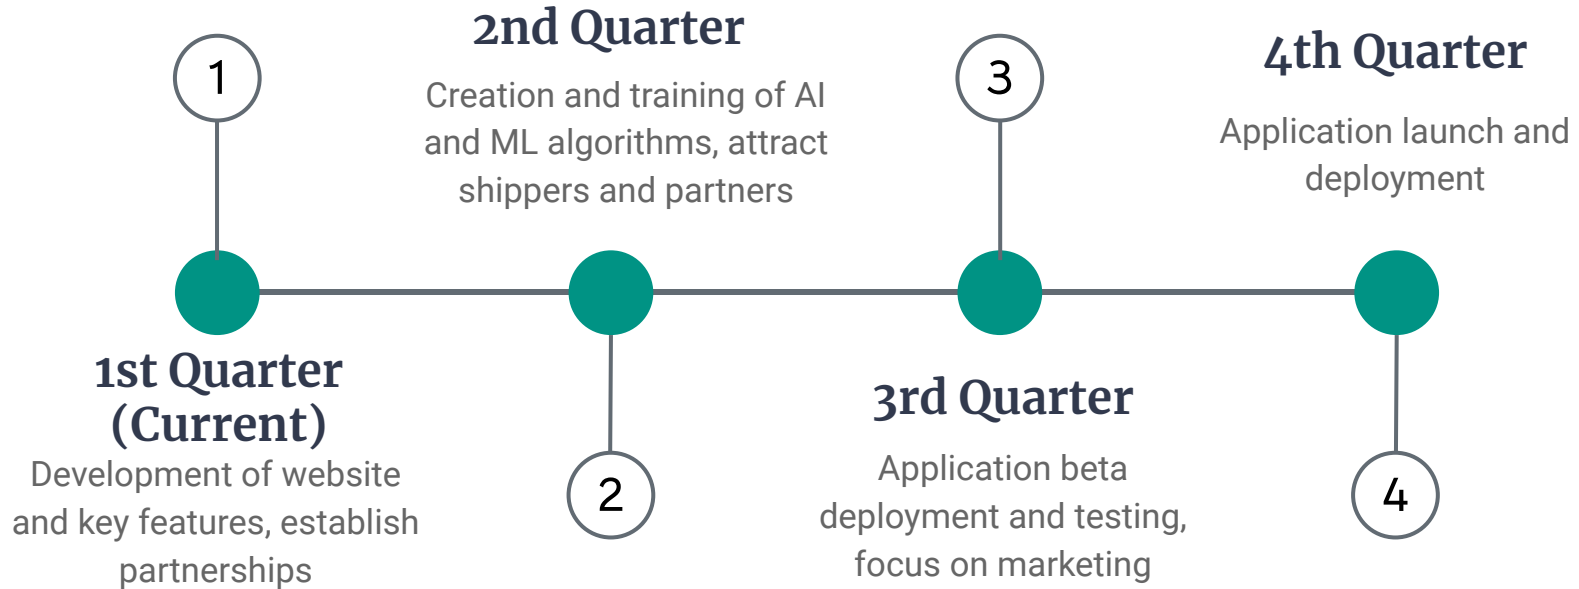 1
1st Quarter
(Current)
Development of website
and key features, establish
partnerships
2nd Quarter
Creation and training of AI
and ML algorithms, attract
shippers and partners
2
3
3rd Quarter
Application beta
deployment and testing,
focus on marketing
4th Quarter
Application launch and
deployment
4